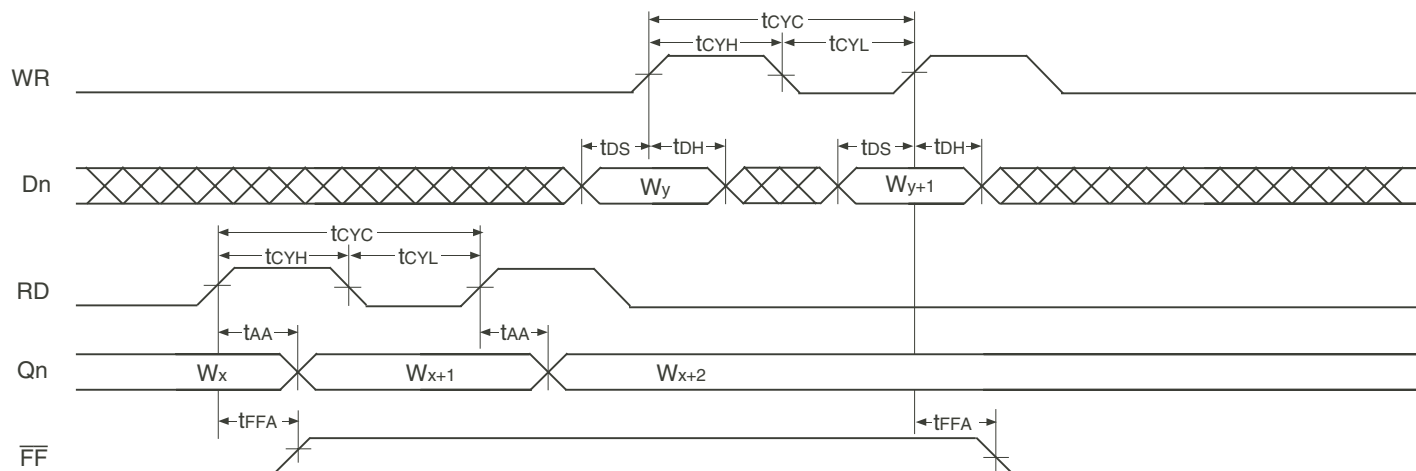 tCYC
tCYH tCYL
WR
tDS tDH tDS tDH
Dn Wy Wy+1
tCYC
tCYH tCYL
RD
tAA tAA
Qn Wx Wx+1 Wx+2
tFFA tFFA
F̅F̅